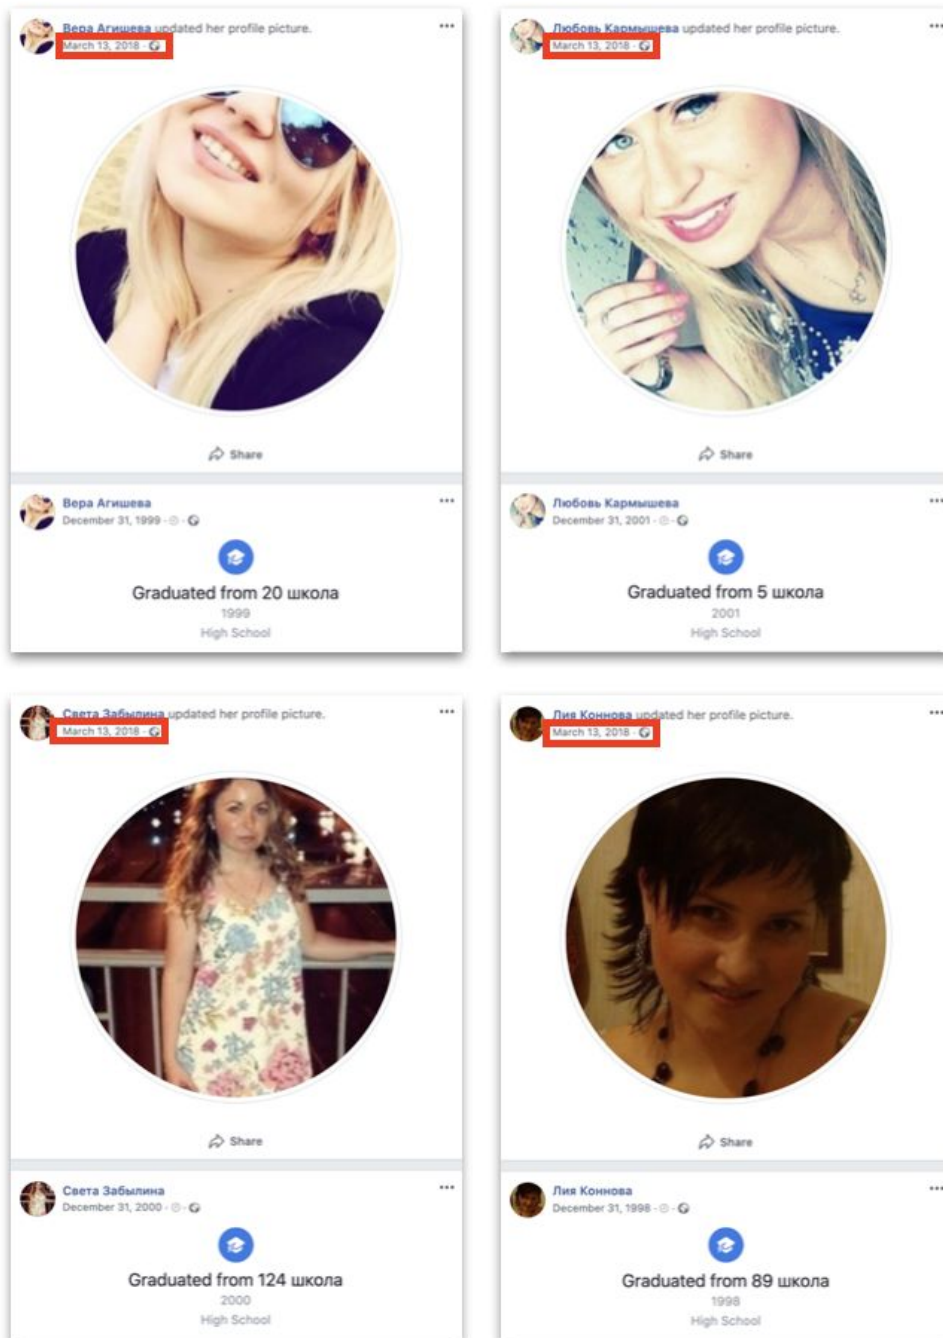 Вера Агишева updated her profile picture.
March 13, 2018 ·
Share
Вера Агишева
December 31, 1999 · ·
Graduated from 20 школа
1999
High School
Любовь Кармышева updated her profile picture.
March 13, 2018 ·
Share
Любовь Кармышева
December 31, 2001 · ·
Graduated from 5 школа
2001
High School
Света Забылина updated her profile picture.
March 13, 2018 ·
Share
Света Забылина
December 31, 2000 · ·
Graduated from 124 школа
2000
High School
Лия Коннова updated her profile picture.
March 13, 2018 ·
Share
Лия Коннова
December 31, 1998 · ·
Graduated from 89 школа
1998
High School